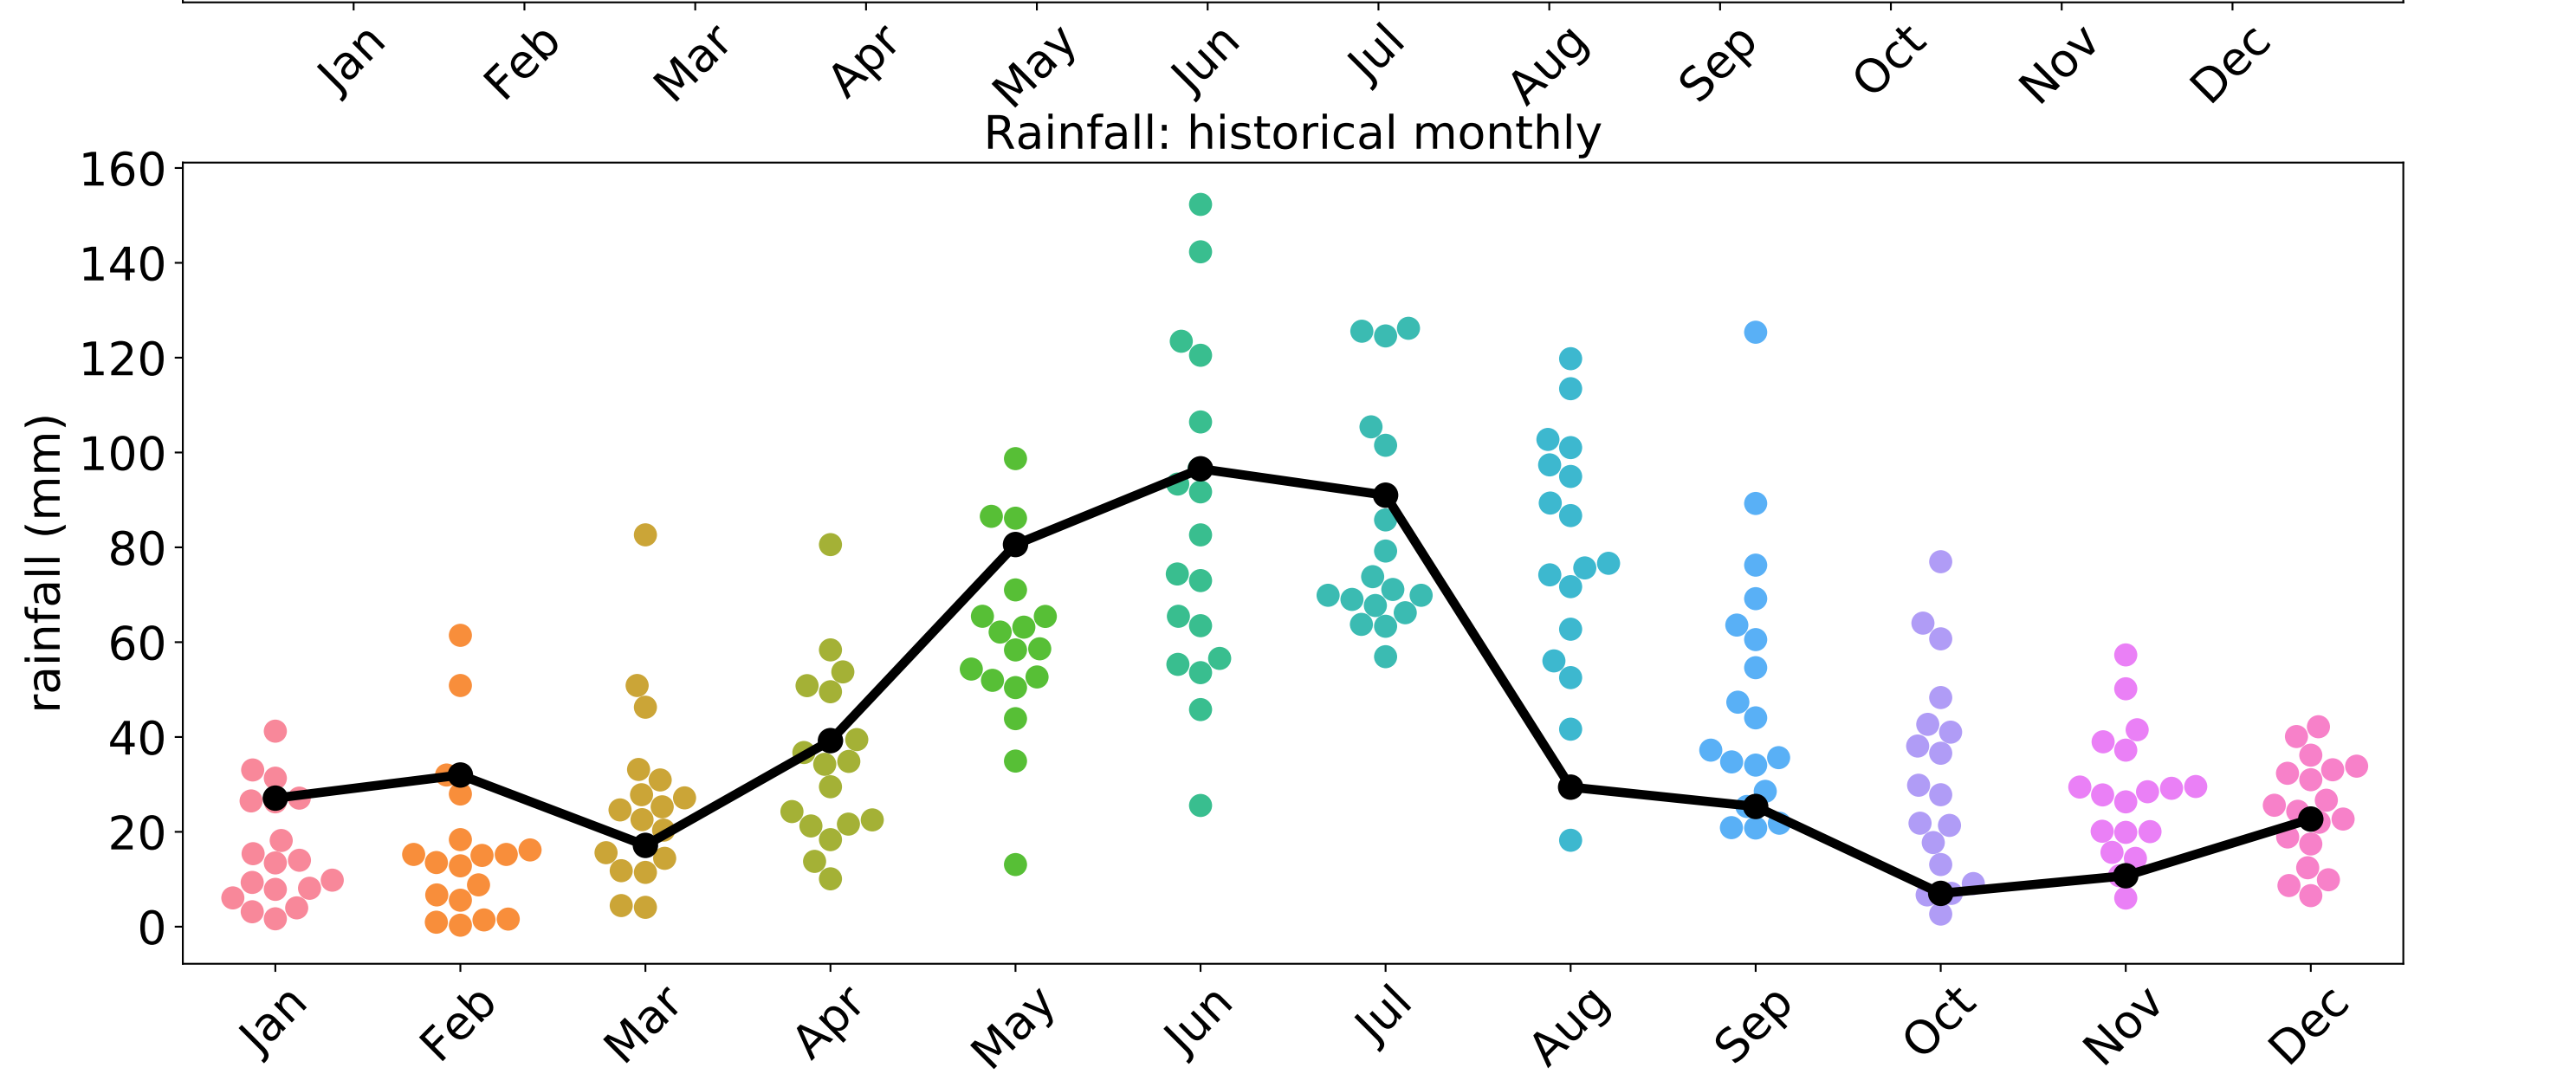 Jan Feb Mar Apr May Jun Jul Aug Sep Oct Nov Dec
Rainfall: historical monthly
rainfall (mm)
160
140
120
100
80
60
40
20
0
Jan Feb Mar Apr May Jun Jul Aug Sep Oct Nov Dec